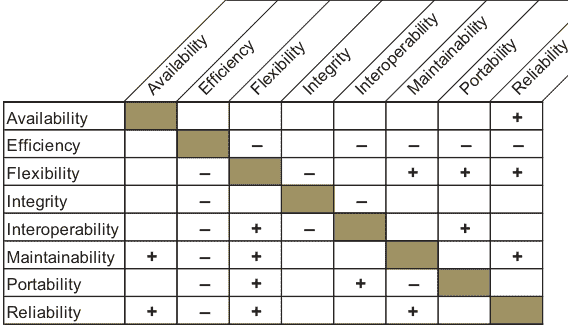 Availability Efficiency Flexibility Integrity Interoperability Maintainability Portability Reliability
Availability +
Efficiency – – – – –
Flexibility – – + + +
Integrity – –
Interoperability – + – +
Maintainability + – + +
Portability – + + –
Reliability + – + +